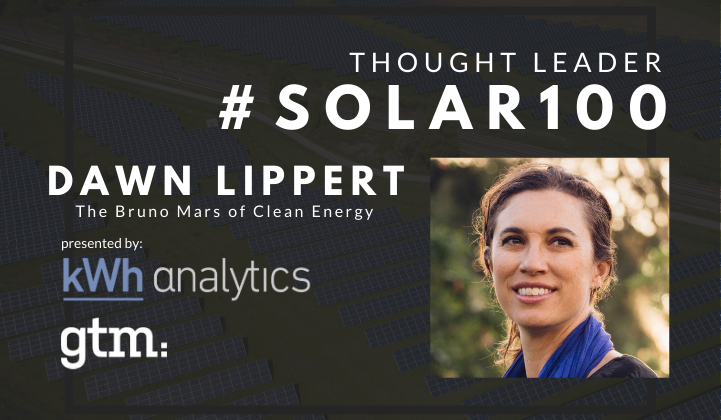 THOUGHT LEADER
#SOLAR100
DAWN LIPPERT
The Bruno Mars of Clean Energy
presented by:
kWh analytics
gtm: